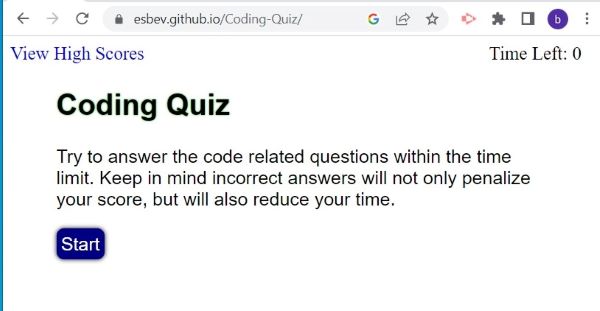 esbev.github.io/Coding-Quiz/
b
View High Scores
Time Left: 0
Coding Quiz
Try to answer the code related questions within the time
limit. Keep in mind incorrect answers will not only penalize
your score, but will also reduce your time.
Start